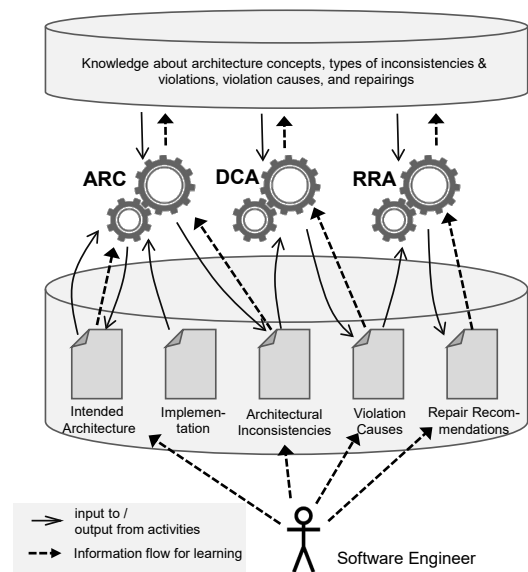 Knowledge about architecture concepts, types of inconsistencies &
violations, violation causes, and repairings
ARC
DCA
RRA
Intended
Architecture
Implemen-
tation
Architectural
Inconsistencies
Violation
Causes
Repair Recom-
mendations
input to /
output from activities
Information flow for learning
Software Engineer